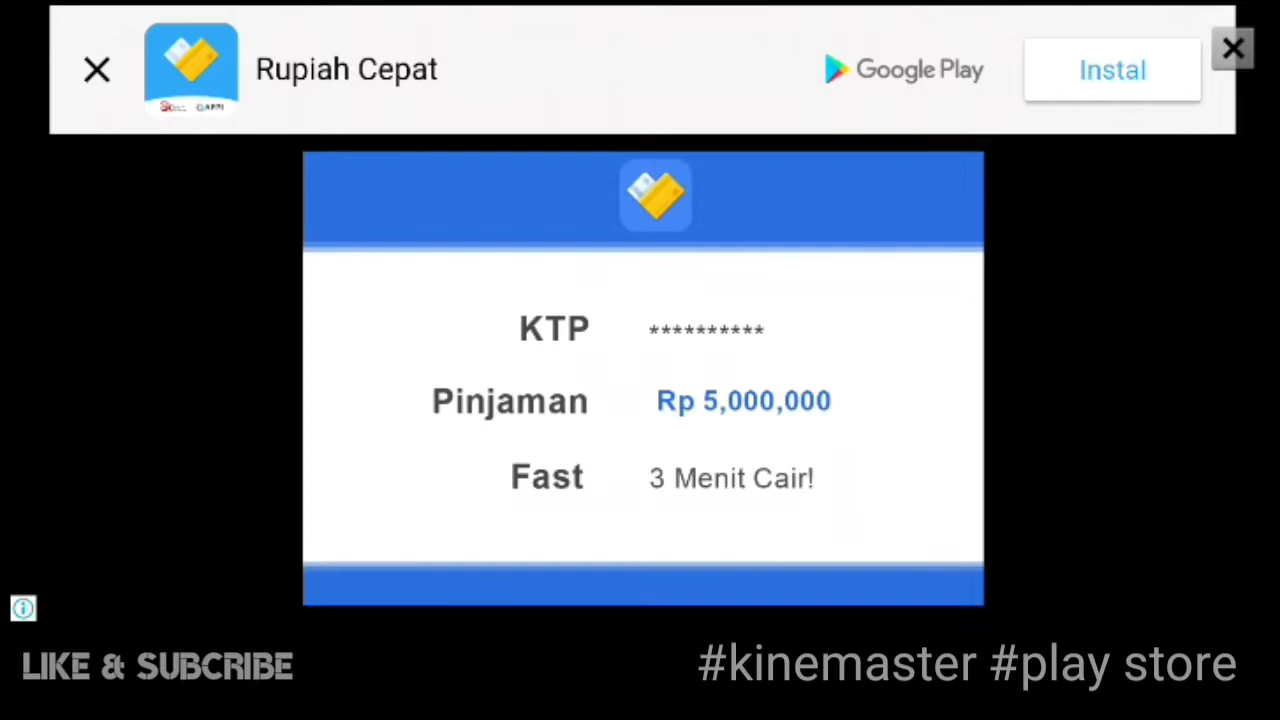 Rupiah Cepat
Google Play
Instal
KTP **********
Pinjaman Rp 5,000,000
Fast 3 Menit Cair!
LIKE & SUBCRIBE
#kinemaster #play store